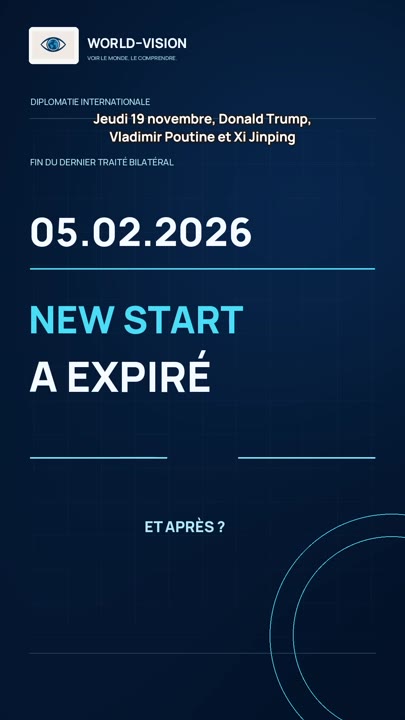 WORLD-VISION
VOIR LE MONDE. LE COMPRENDRE.
DIPLOMATIE INTERNATIONALE
Jeudi 19 novembre, Donald Trump,
Vladimir Poutine et Xi Jinping
FIN DU DERNIER TRAITÉ BILATÉRAL
05.02.2026
NEW START
A EXPIRÉ
ET APRÈS ?